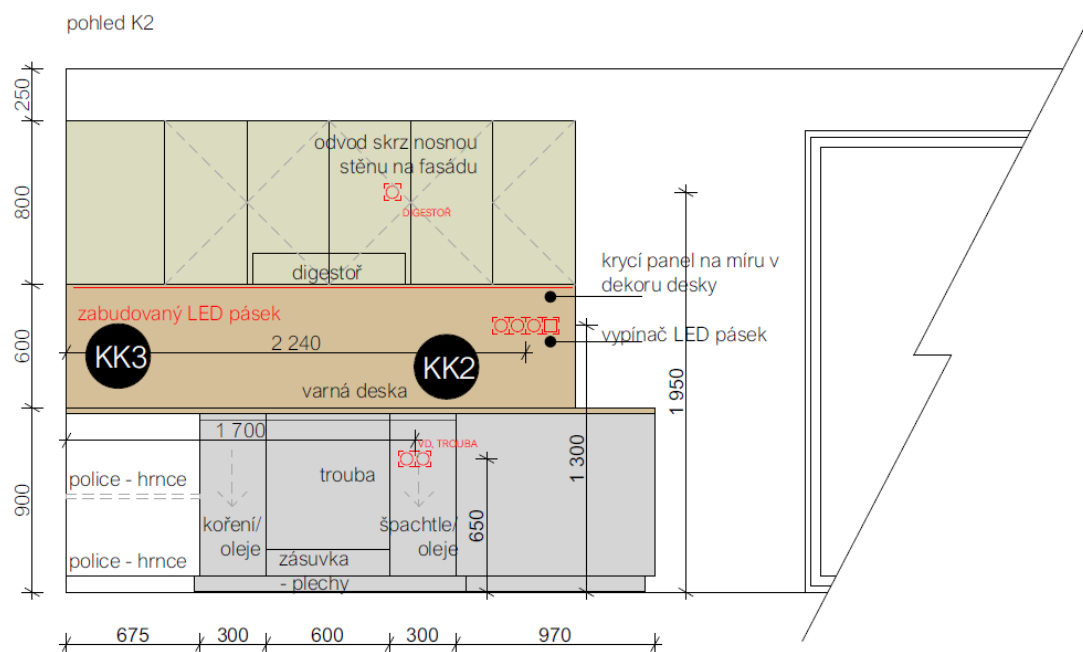 pohled K2
250
odvod skrz nosnou
stěnu na fasádu
800
DIGESTOŘ
digestoř
krycí panel na míru v
dekoru desky
zabudovaný LED pásek
vypínač LED pásek
600
KK3
2 240
KK2
varná deska
1 950
1 700
VD, TROUBA
1 300
police - hrnce
trouba
900
koření/
oleje
špachtle/
oleje
650
police - hrnce
zásuvka
- plechy
675
300
600
300
970